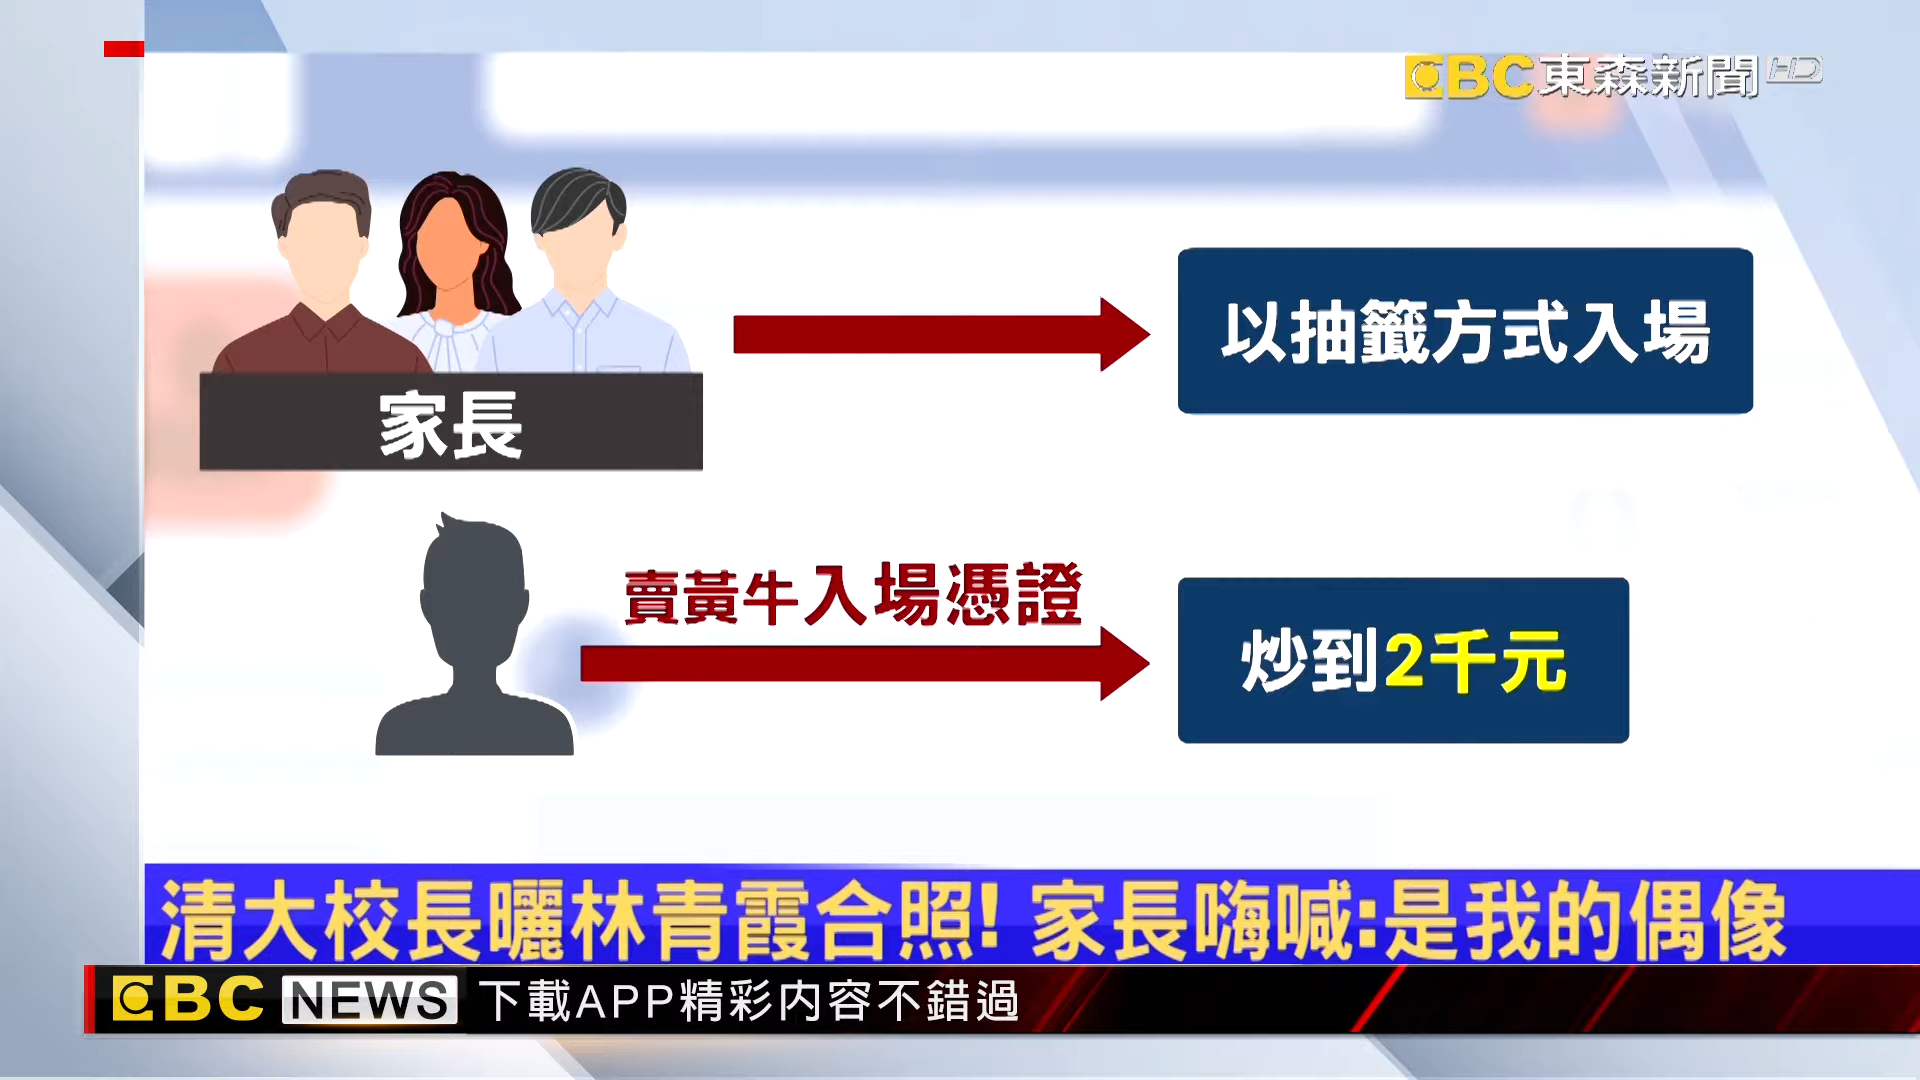 EBC東森新聞HD
以抽籤方式入場
家長
賣黃牛入場憑證
炒到2千元
清大校長曬林青霞合照! 家長嗨喊:是我的偶像
EBC NEWS 下載APP精彩內容不錯過